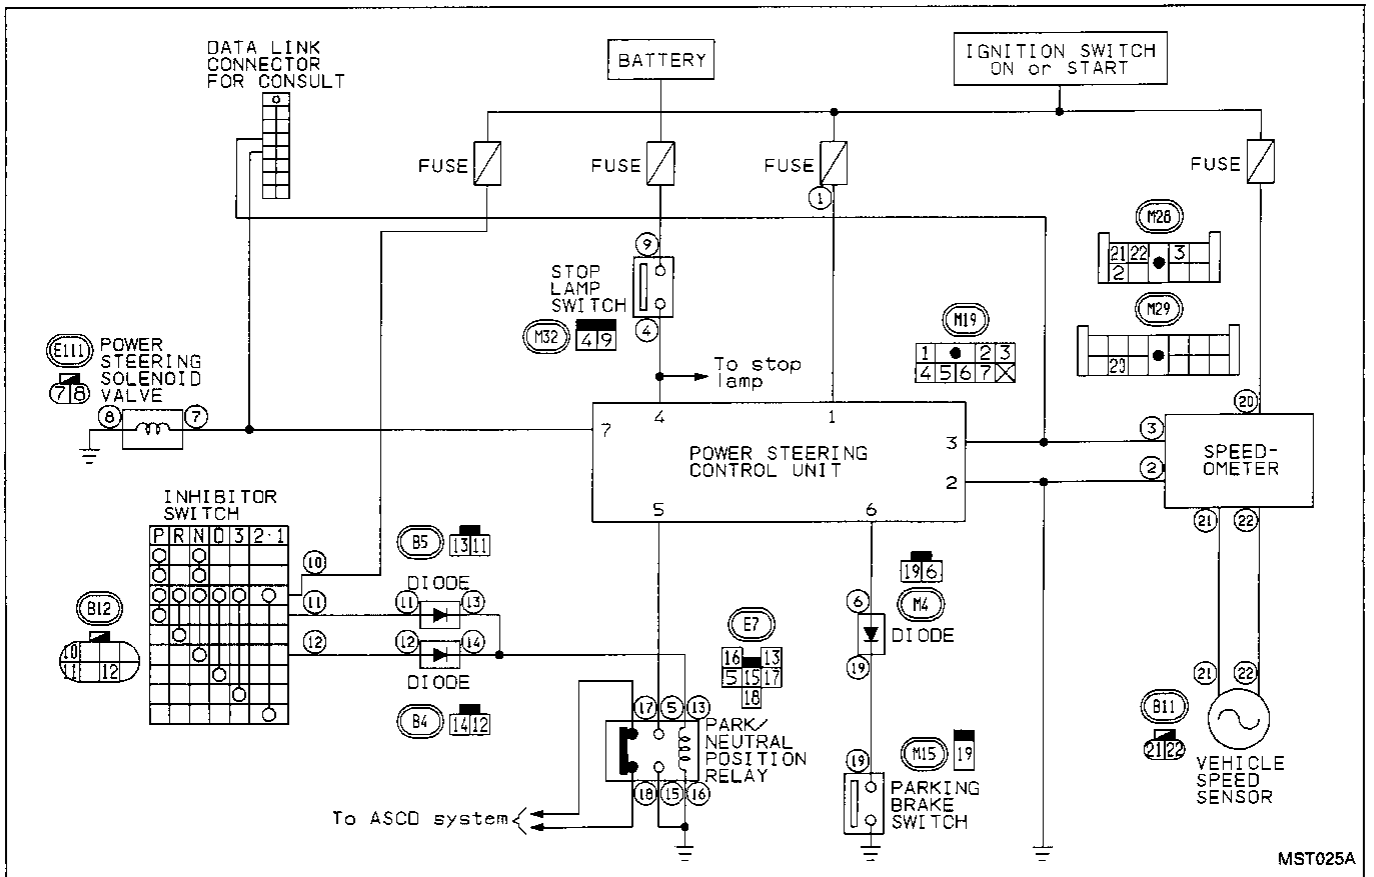 DATA LINK
CONNECTOR
FOR CONSULT
BATTERY
IGNITION SWITCH
ON or START
FUSE
FUSE
FUSE
FUSE
1
M28
21 22 3
2
M29
20
9
STOP
LAMP
SWITCH
M32
4 9
4
To stop
lamp
M19
1 2 3
4 5 6 7
E111
POWER
STEERING
SOLENOID
VALVE
7 8
8
7
7
4
1
3
2
5
6
POWER STEERING
CONTROL UNIT
20
3
2
SPEED-
OMETER
21
22
INHIBITOR
SWITCH
P R N D 3 2·1
10
11
12
B12
10
11 12
B5
13 11
DIODE
11
13
12
14
DIODE
B4
14 12
E7
16 13
5 15 17
18
19 6
M4
6
DIODE
19
17
5
13
PARK/
NEUTRAL
POSITION
RELAY
18
15
16
To ASCD system
M15
19
19
PARKING
BRAKE
SWITCH
21
22
B11
21 22
VEHICLE
SPEED
SENSOR
MST025A